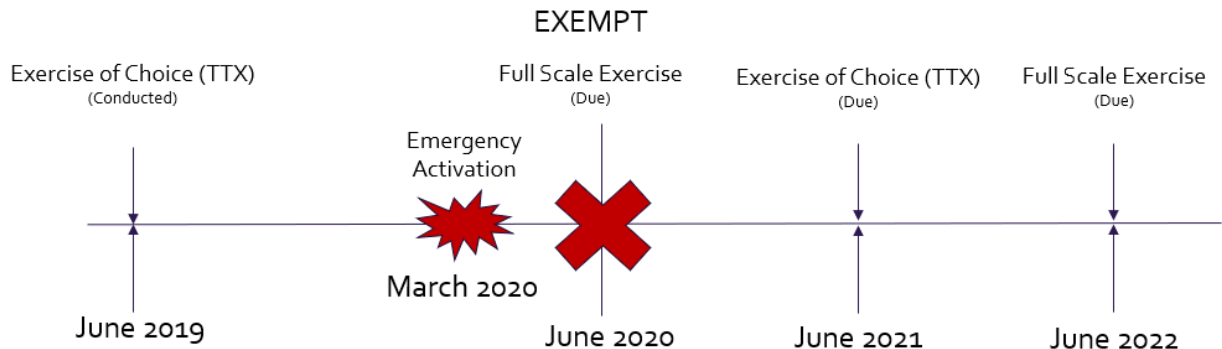 EXEMPT
Exercise of Choice (TTX)
(Conducted)
Full Scale Exercise
(Due)
Exercise of Choice (TTX)
(Due)
Full Scale Exercise
(Due)
Emergency
Activation
March 2020
June 2019
June 2020
June 2021
June 2022